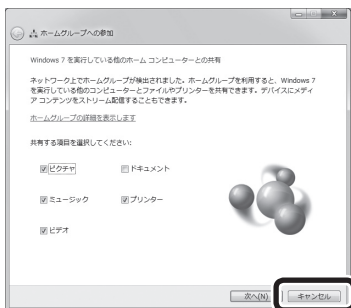 ホームグループへの参加
Windows 7 を実行している他のホーム コンピューターとの共有
ネットワーク上でホームグループが検出されました。ホームグループを利用すると、Windows 7
を実行している他のコンピューターとファイルやプリンターを共有できます。デバイスにメディ
ア コンテンツをストリーム配信することもできます。
ホームグループの詳細を表示します
共有する項目を選択してください:
ピクチャ ドキュメント
ミュージック プリンター
ビデオ
次へ(N) キャンセル